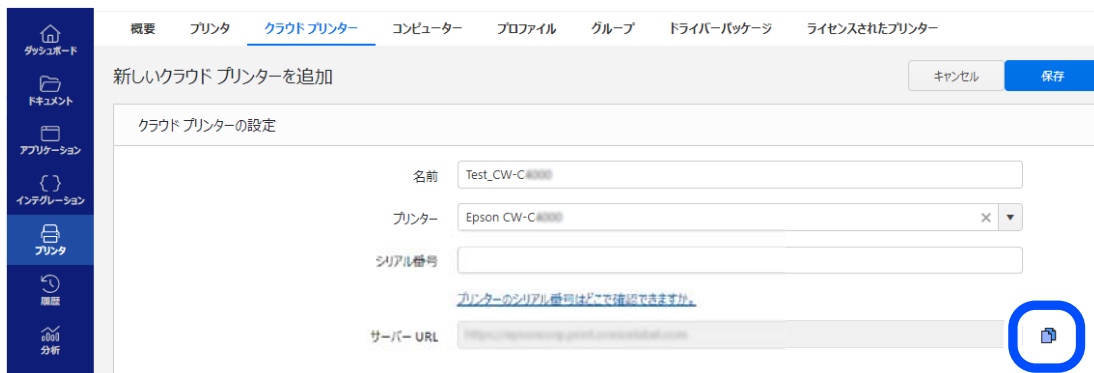 概要 プリンタ クラウド プリンター コンピューター プロファイル グループ ドライバーパッケージ ライセンスされたプリンター
ダッシュボード
ドキュメント
アプリケーション
インテグレーション
プリンタ
履歴
分析
新しいクラウド プリンターを追加
キャンセル 保存
クラウド プリンターの設定
名前 Test_CW-C
プリンター Epson CW-C
シリアル番号
プリンターのシリアル番号はどこで確認できますか。
サーバー URL